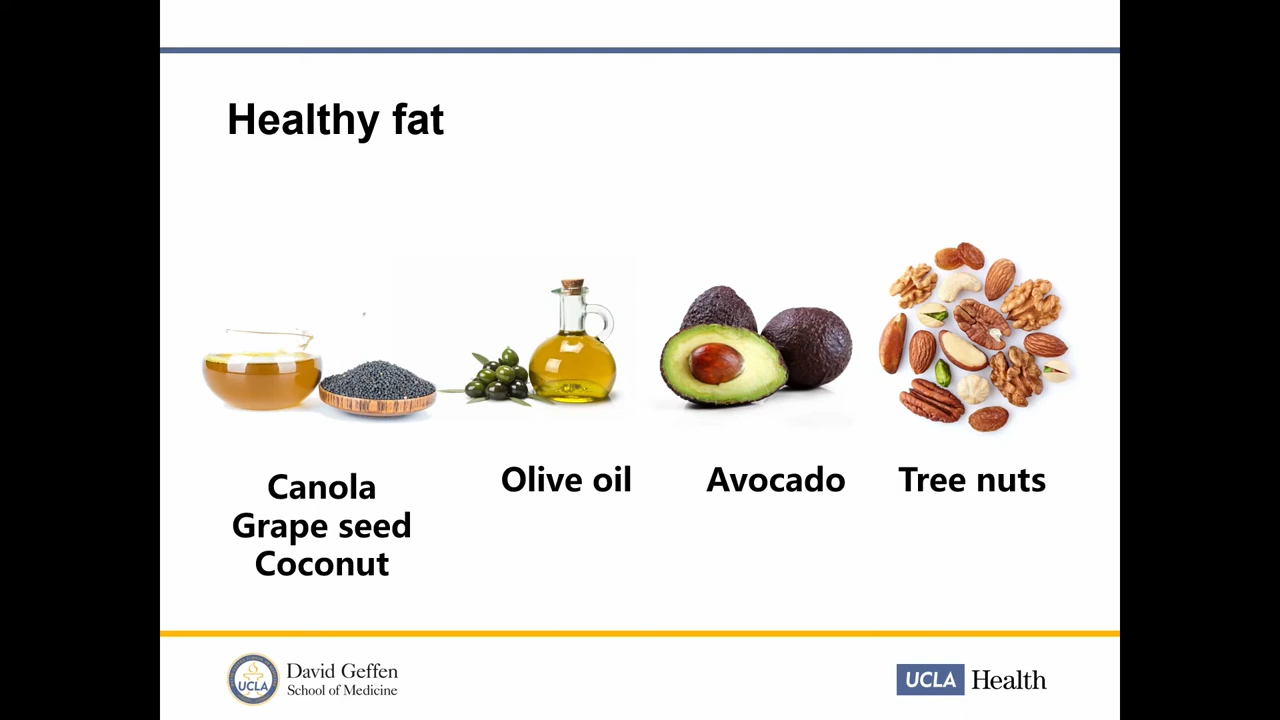 Healthy fat
Canola
Grape seed
Coconut
Olive oil
Avocado
Tree nuts
UCLA
David Geffen
School of Medicine
UCLA Health